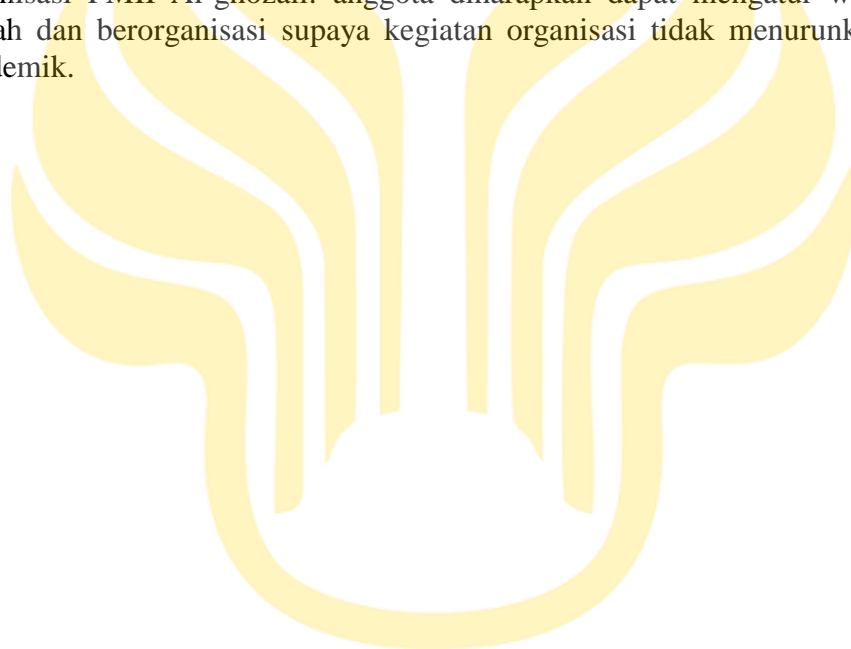 nisasi PMII Al-ghozali: anggota diharapkan dapat mengatur w
ah dan berorganisasi supaya kegiatan organisasi tidak menurunk
demik.